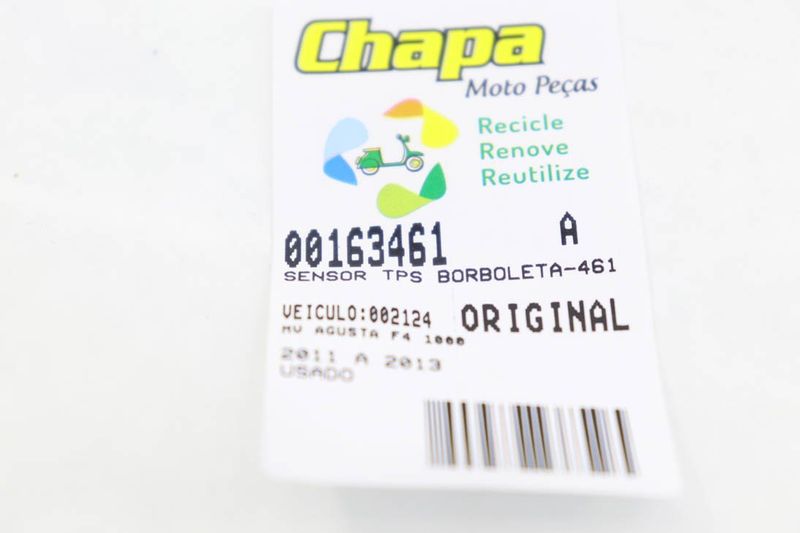 Chapa
Moto Peças
Recicle
Renove
Reutilize
00163461 A
SENSOR TPS BORBOLETA-461
VEICULO:002124 ORIGINAL
MV AGUSTA F4 1000
2011 A 2013
USADO